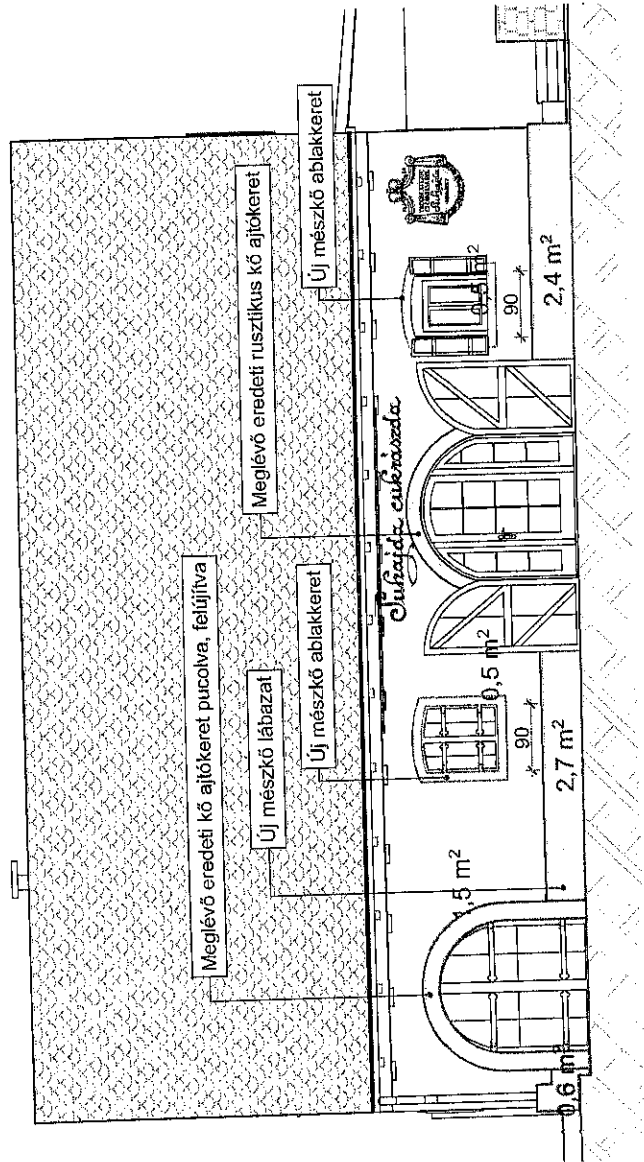 Meglévő eredeti kő ajtókeret pucolva, felújítva
Új mészkő lábazat
Új mészkő ablakkeret
Meglévő eredeti rusztikus kő ajtókeret
Új mészkő ablakkeret
Suhajda cukrászda
0,5 m²
90
90
0,6 m
2,7 m²
2,4 m²